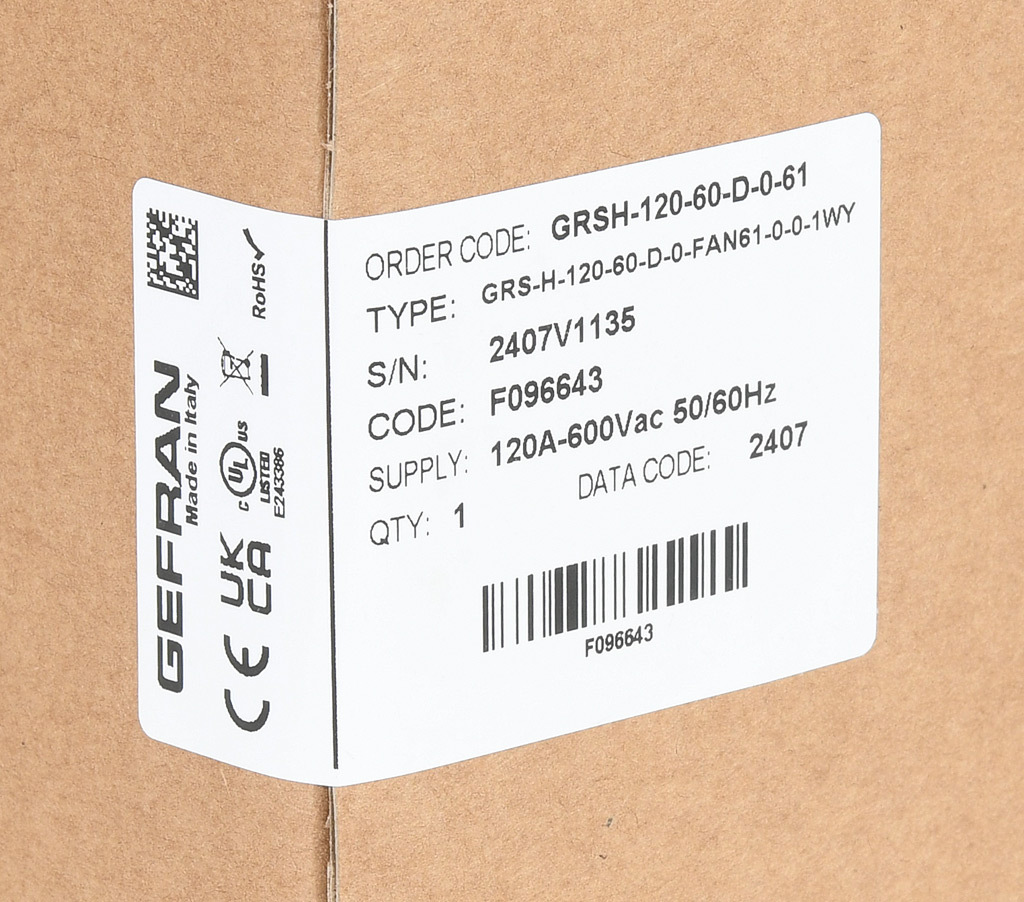 GEFRAN
Made in Italy
RoHS
c UL us
LISTED
E243386
UK
CA
CE
ORDER CODE: GRSH-120-60-D-0-61
TYPE: GRS-H-120-60-D-0-FAN61-0-0-1WY
S/N: 2407V1135
CODE: F096643
SUPPLY: 120A-600Vac 50/60Hz
QTY: 1 DATA CODE: 2407
F096643